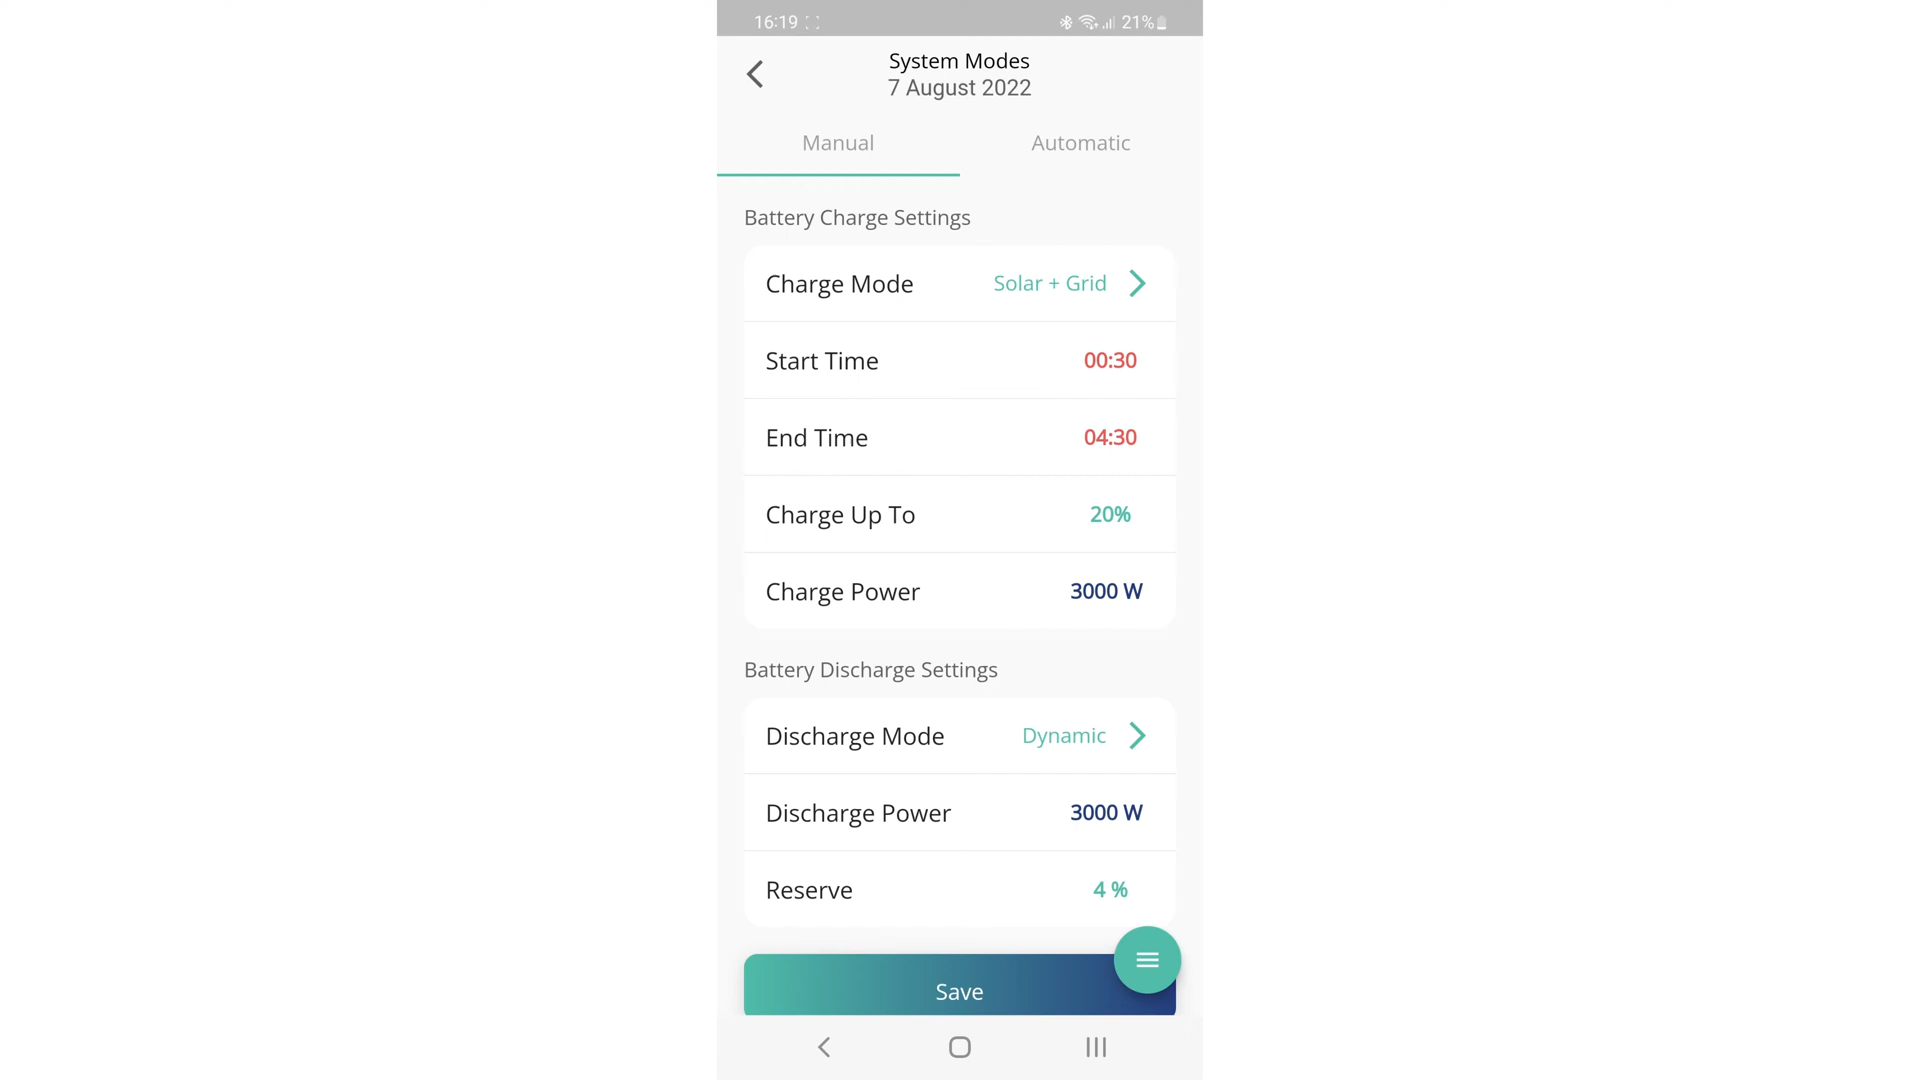 16:19 21%
System Modes
7 August 2022
Manual Automatic
Battery Charge Settings
Charge Mode Solar + Grid
Start Time 00:30
End Time 04:30
Charge Up To 20%
Charge Power 3000 W
Battery Discharge Settings
Discharge Mode Dynamic
Discharge Power 3000 W
Reserve 4 %
Save